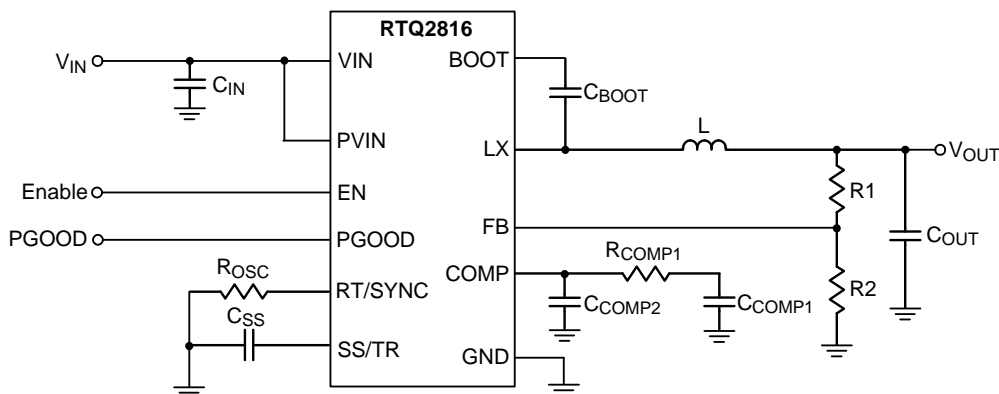 RTQ2816
VIN
VIN
BOOT
CIN
CBOOT
PVIN
LX
L
VOUT
Enable
EN
R1
PGOOD
PGOOD
FB
COUT
ROSC
RT/SYNC
COMP
RCOMP1
R2
CCOMP2
CCOMP1
CSS
SS/TR
GND